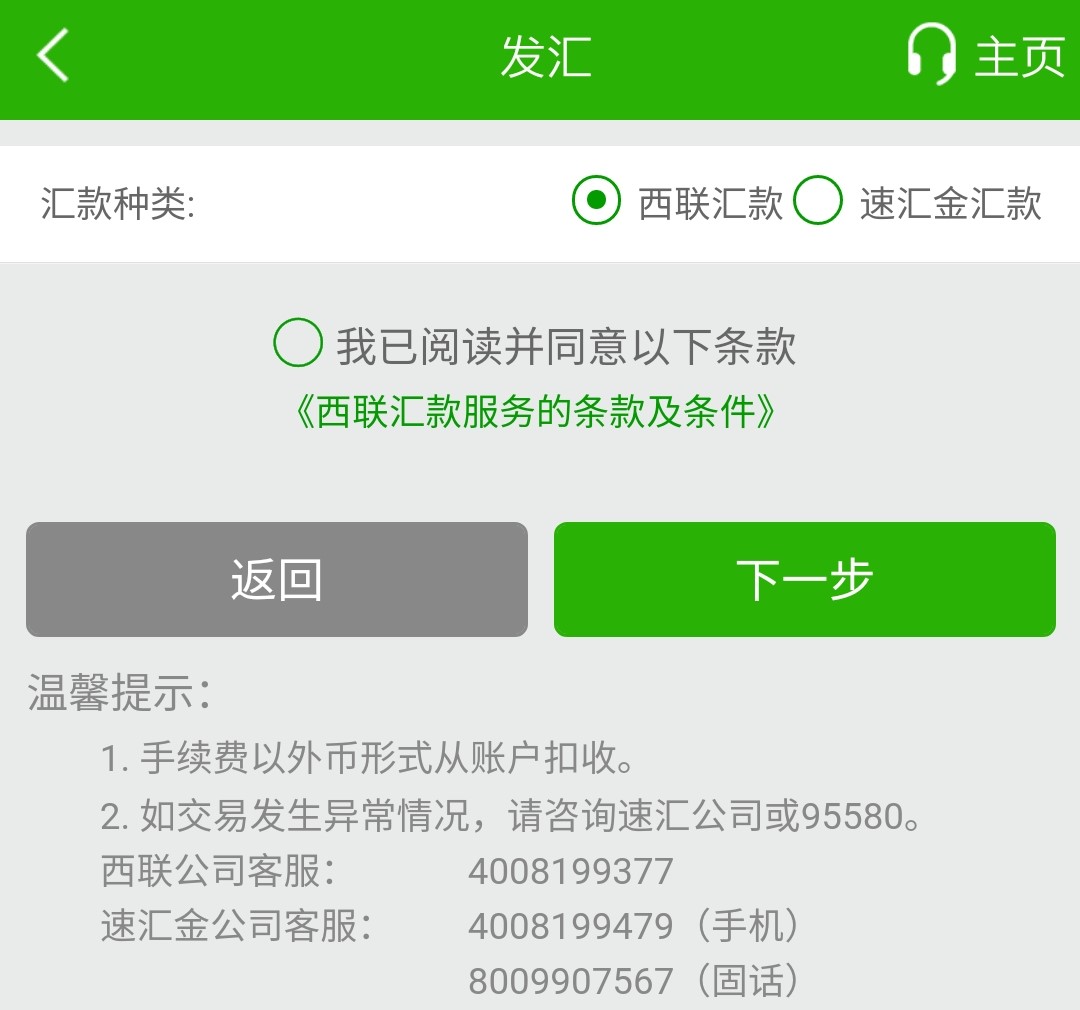 发汇 主页
汇款种类: 西联汇款 速汇金汇款
我已阅读并同意以下条款
《西联汇款服务的条款及条件》
返回 下一步
温馨提示：
1. 手续费以外币形式从账户扣收。
2. 如交易发生异常情况，请咨询速汇公司或95580。
西联公司客服： 4008199377
速汇金公司客服： 4008199479（手机）
8009907567（固话）